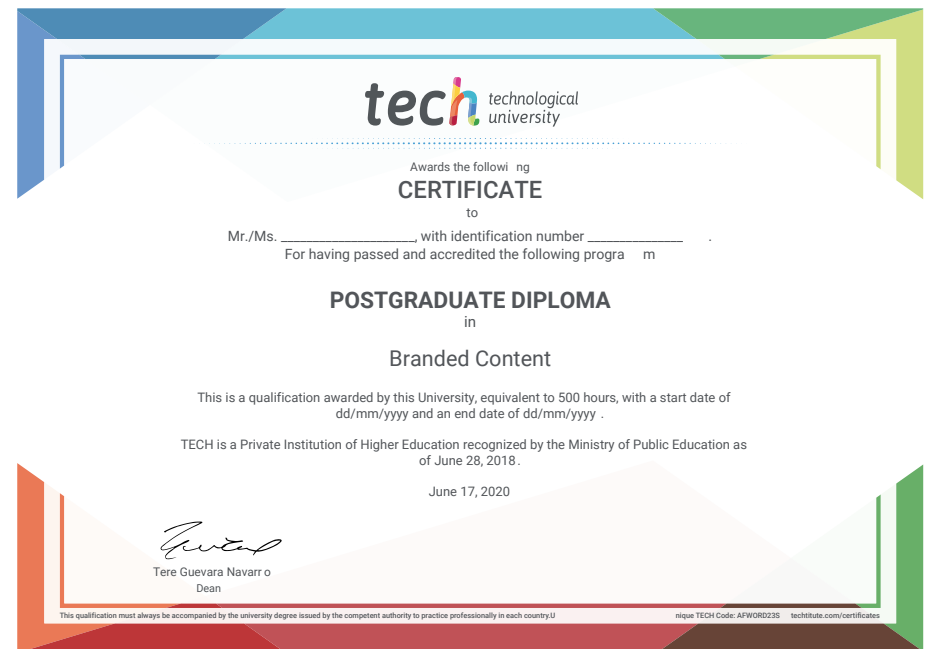 tech technological
university
Awards the followi ng
CERTIFICATE
to
Mr./Ms. ____________________, with identification number ______________ .
For having passed and accredited the following progra m
POSTGRADUATE DIPLOMA
in
Branded Content
This is a qualification awarded by this University, equivalent to 500 hours, with a start date of
dd/mm/yyyy and an end date of dd/mm/yyyy .
TECH is a Private Institution of Higher Education recognized by the Ministry of Public Education as
of June 28, 2018 .
June 17, 2020
Tere Guevara Navarr o
Dean
This qualification must always be accompanied by the university degree issued by the competent authority to practice professionally in each country.U nique TECH Code: AFWORD23S techtitute.com/certificates